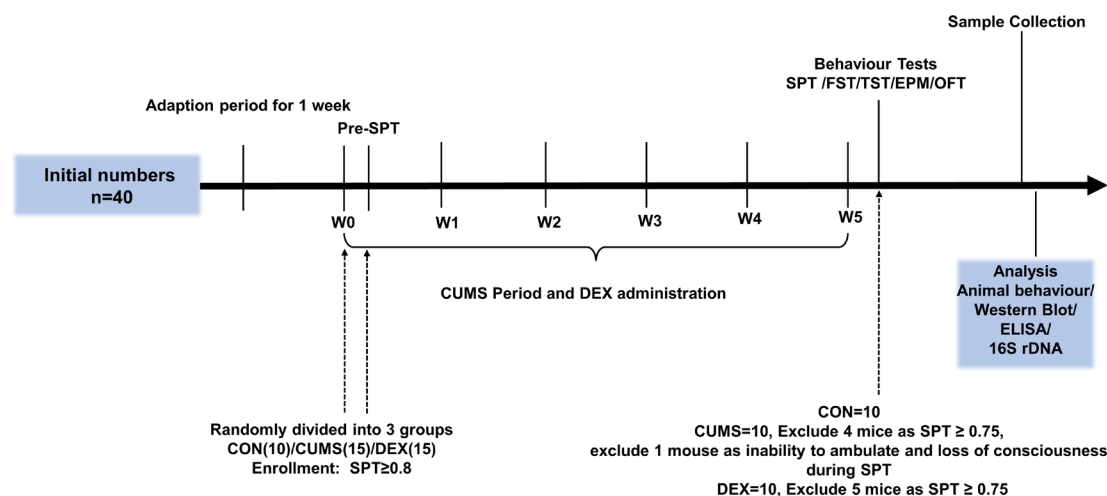 Sample Collection
Behaviour Tests
SPT /FST/TST/EPM/OFT
Adaption period for 1 week
Pre-SPT
Initial numbers
n=40
W0
W1
W2
W3
W4
W5
CUMS Period and DEX administration
Analysis
Animal behaviour/
Western Blot/
ELISA/
16S rDNA
Randomly divided into 3 groups
CON(10)/CUMS(15)/DEX(15)
Enrollment: SPT≥0.8
CON=10
CUMS=10, Exclude 4 mice as SPT ≥ 0.75,
exclude 1 mouse as inability to ambulate and loss of consciousness
during SPT
DEX=10, Exclude 5 mice as SPT ≥ 0.75